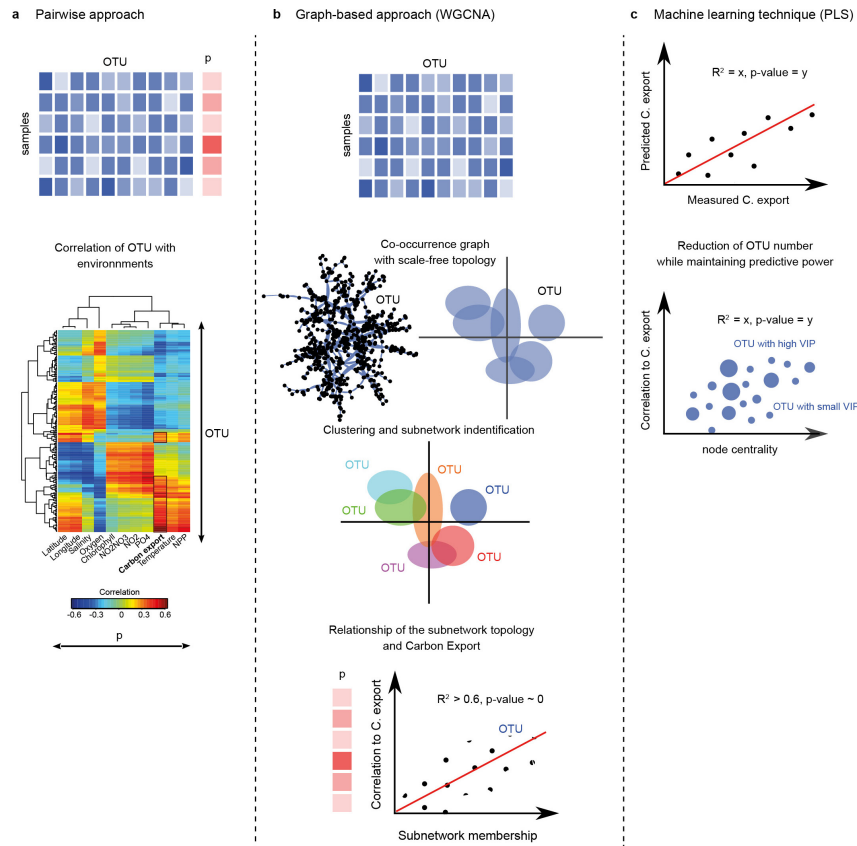 a Pairwise approach
OTU
p
samples
Correlation of OTU with
environnments
OTU
Latitude
Longitude
Salinity
Oxygen
Chlorophyll
NO2NO3
NO2
PO4
Carbon export
Temperature
NPP
Correlation
-0.6 -0.3 0 0.3 0.6
p
b Graph-based approach (WGCNA)
OTU
samples
Co-occurrence graph
with scale-free topology
OTU
OTU
Clustering and subnetwork indentification
OTU
OTU
OTU
OTU
OTU
OTU
Relationship of the subnetwork topology
and Carbon Export
p
Correlation to C. export
R² > 0.6, p-value ~ 0
OTU
Subnetwork membership
c Machine learning technique (PLS)
Predicted C. export
R² = x, p-value = y
Measured C. export
Reduction of OTU number
while maintaining predictive power
Correlation to C. export
R² = x, p-value = y
OTU with high VIP
OTU with small VIP
node centrality